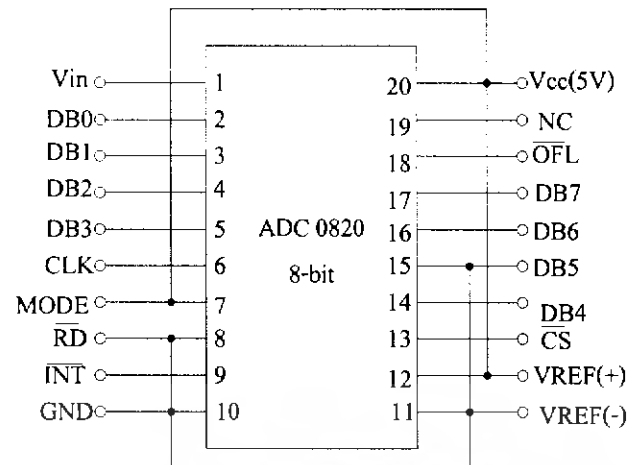 Vin 1 20 Vcc(5V)
DB0 2 19 NC
DB1 3 18 OFL
DB2 4 17 DB7
DB3 5 ADC 0820 16 DB6
CLK 6 8-bit 15 DB5
MODE 7 14 DB4
RD 8 13 CS
INT 9 12 VREF(+)
GND 10 11 VREF(-)